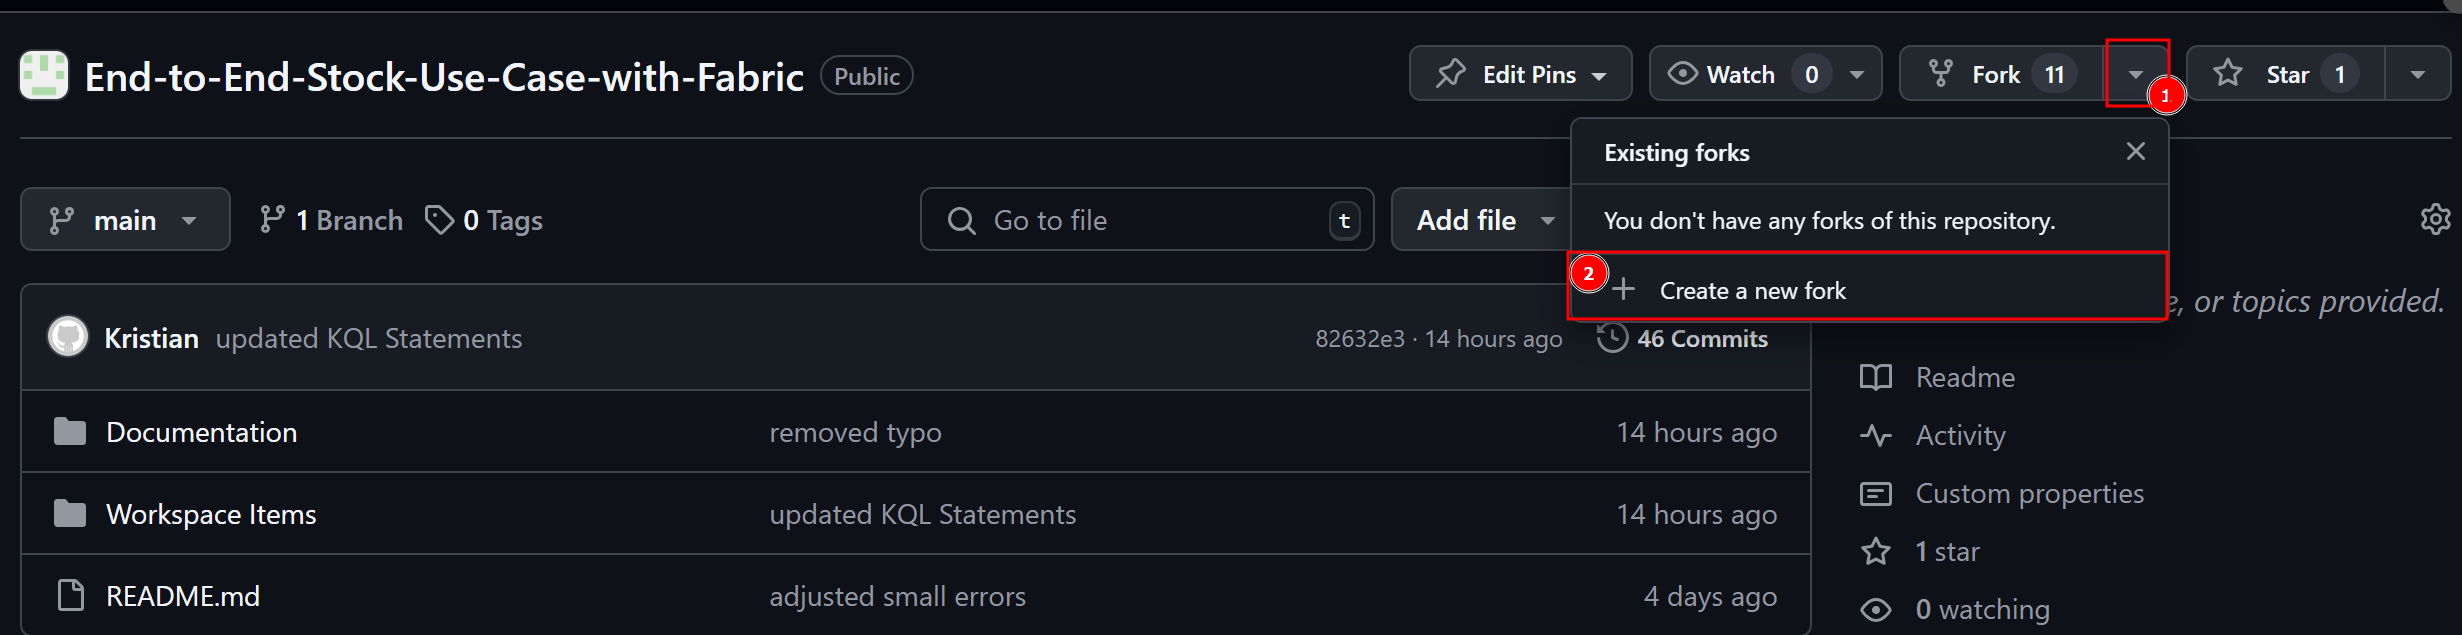 End-to-End-Stock-Use-Case-with-Fabric Public Edit Pins Watch 0 Fork 11 Star 1
1
Existing forks
You don't have any forks of this repository.
2 Create a new fork
main 1 Branch 0 Tags Go to file t Add file
e, or topics provided.
Kristian updated KQL Statements 82632e3 · 14 hours ago 46 Commits
Documentation removed typo 14 hours ago
Workspace Items updated KQL Statements 14 hours ago
README.md adjusted small errors 4 days ago
Readme
Activity
Custom properties
1 star
0 watching